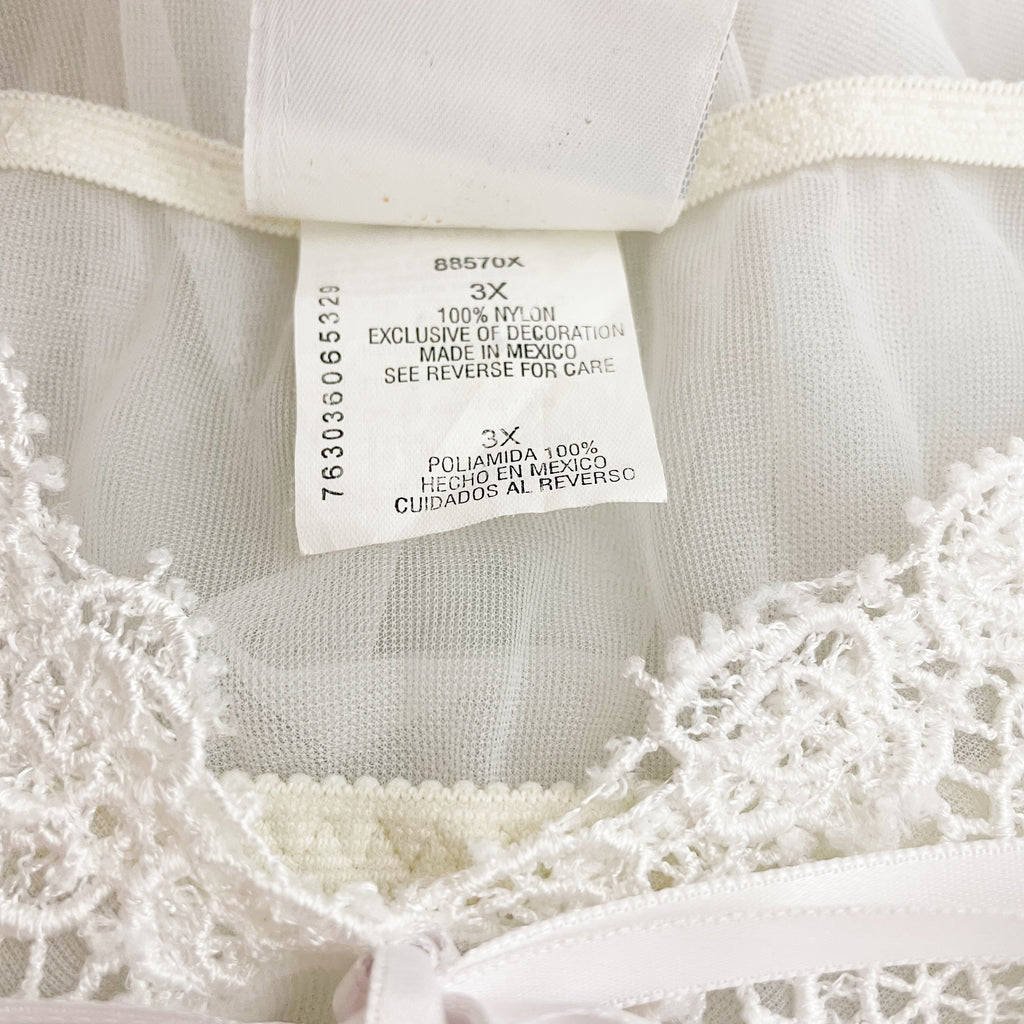 88570X
3X
100% NYLON
EXCLUSIVE OF DECORATION
MADE IN MEXICO
SEE REVERSE FOR CARE
3X
POLIAMIDA 100%
HECHO EN MEXICO
CUIDADOS AL REVERSO
763036065329